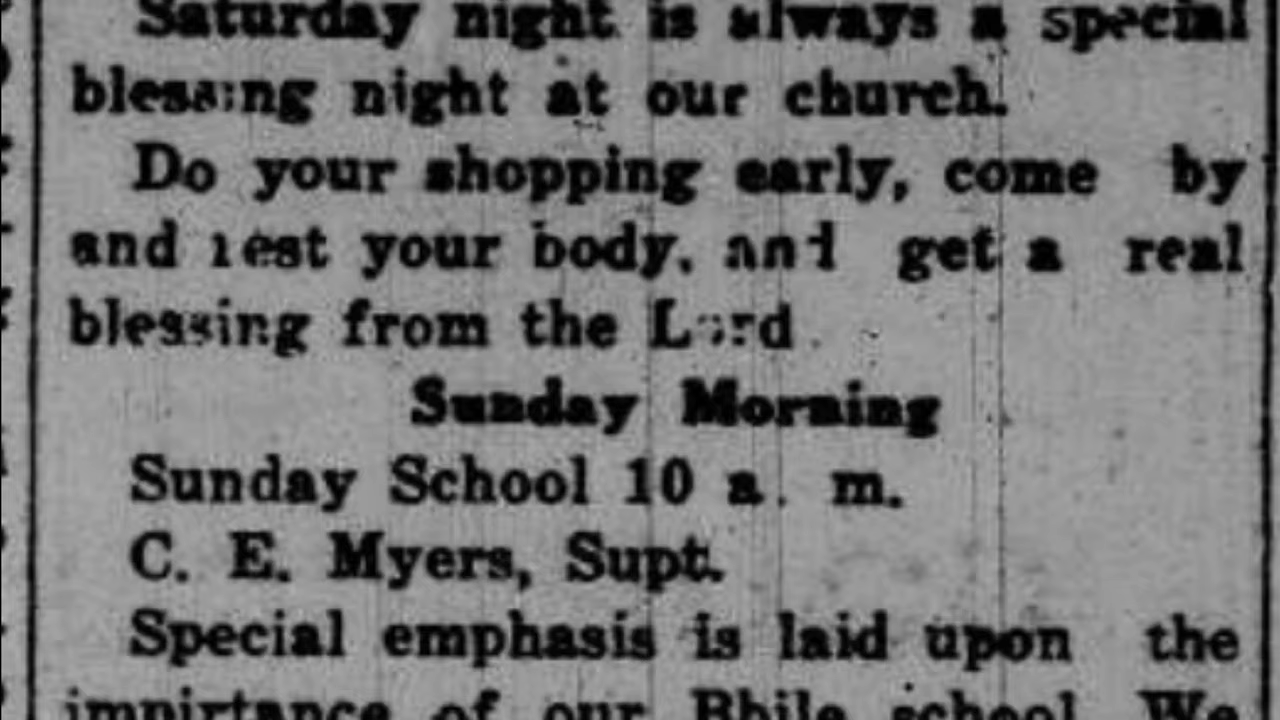 Saturday night is always a special
blessing night at our church.
Do your shopping early, come by
and rest your body, and get a real
blessing from the Lord.
Sunday Morning
Sunday School 10 a. m.
C. E. Myers, Supt.
Special emphasis is laid upon the
impirtance of our Bbile school. We